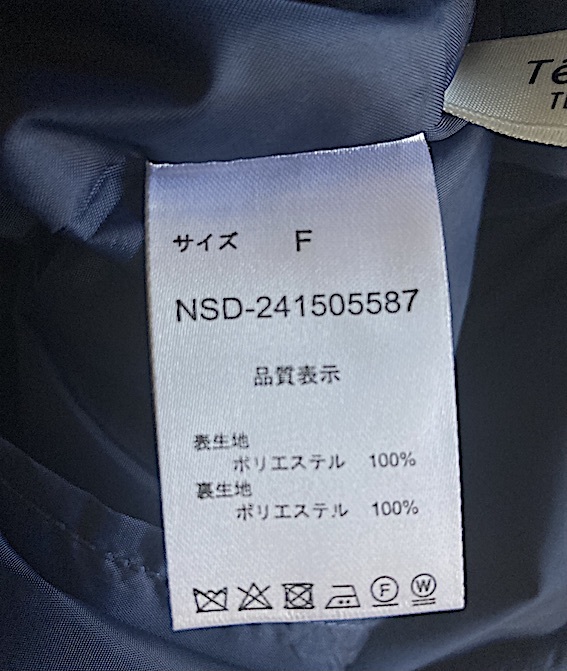 Tê
サイズ F
NSD-241505587
品質表示
表生地
ポリエステル 100%
裏生地
ポリエステル 100%
F W